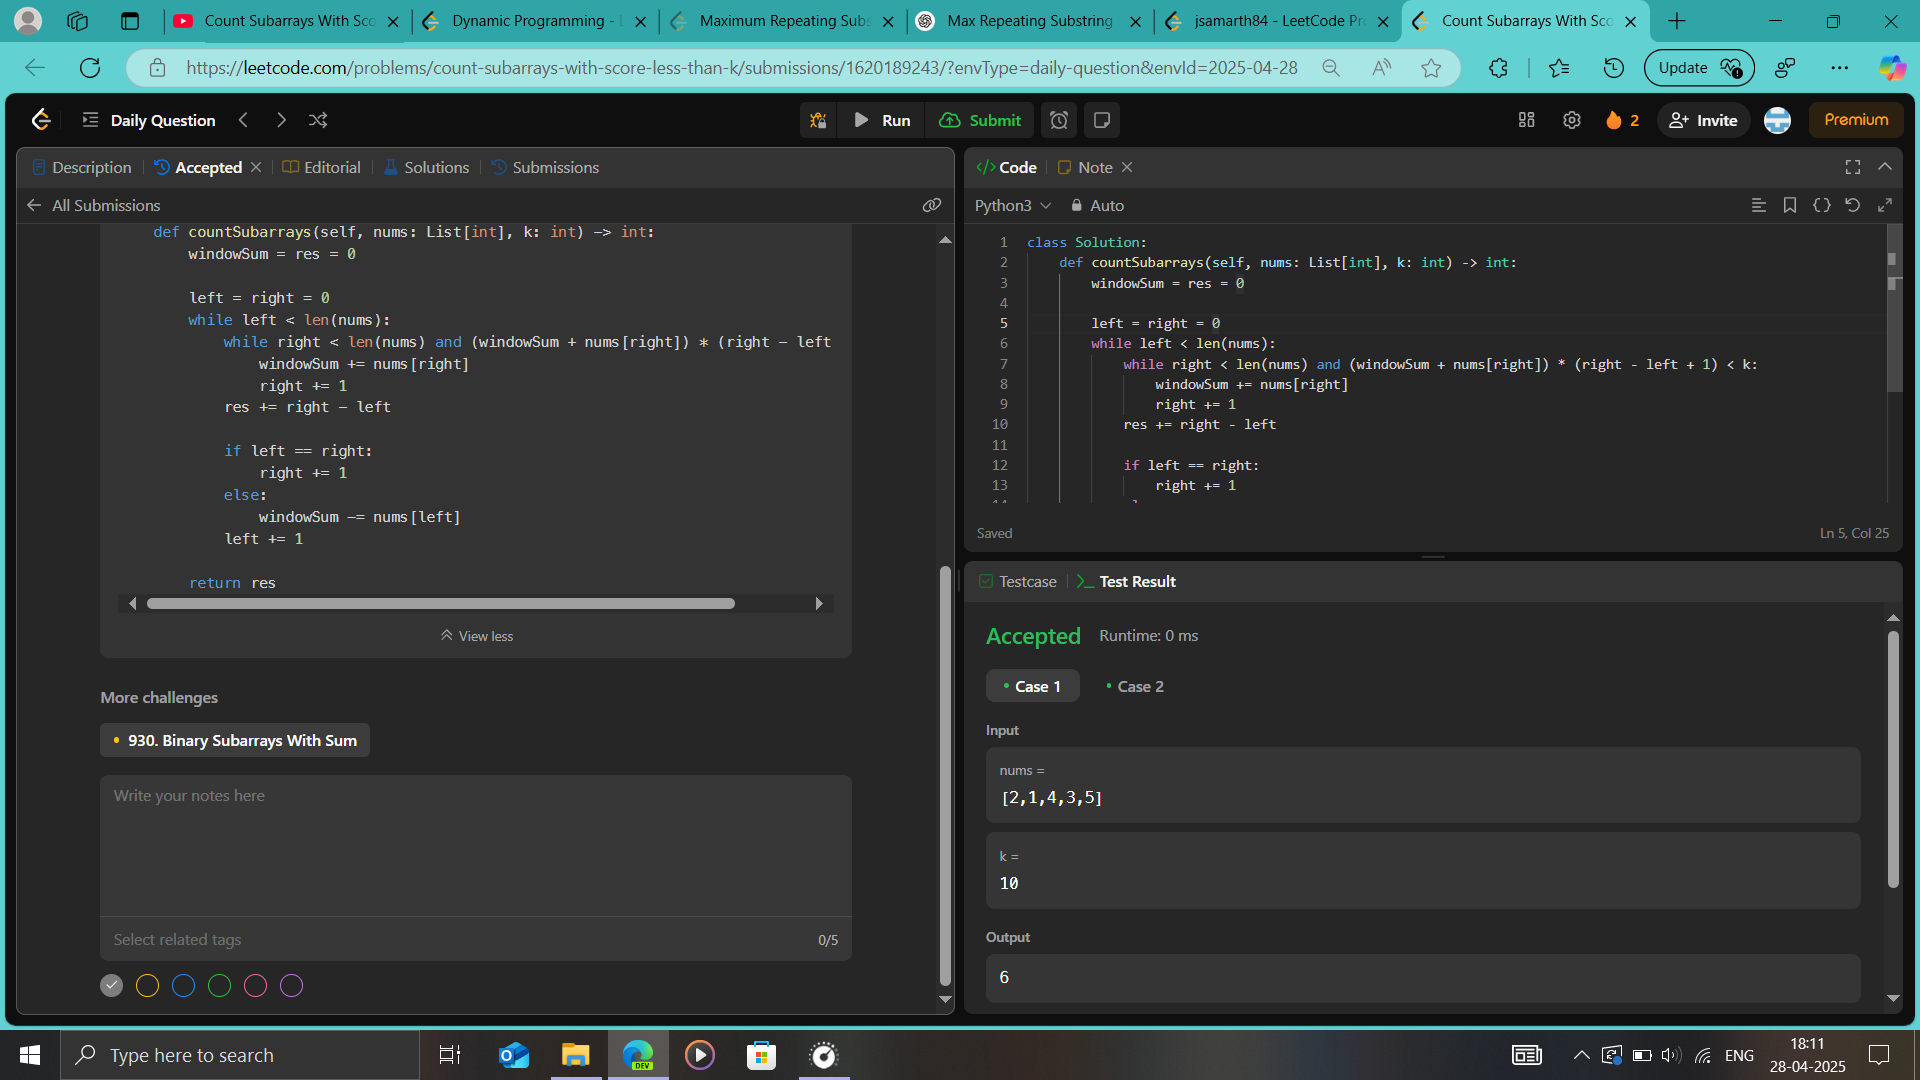 Count Subarrays With Sco
Dynamic Programming - L
Maximum Repeating Subs
Max Repeating Substring
jsamarth84 - LeetCode Pr
Count Subarrays With Sco
https://leetcode.com/problems/count-subarrays-with-score-less-than-k/submissions/1620189243/?envType=daily-question&envId=2025-04-28
Update
Daily Question
Run
Submit
2
Invite
Premium
Description
Accepted
Editorial
Solutions
Submissions
All Submissions
def countSubarrays(self, nums: List[int], k: int) -> int:
windowSum = res = 0
left = right = 0
while left < len(nums):
while right < len(nums) and (windowSum + nums[right]) * (right - left
windowSum += nums[right]
right += 1
res += right - left
if left == right:
right += 1
else:
windowSum -= nums[left]
left += 1
return res
View less
More challenges
930. Binary Subarrays With Sum
Write your notes here
Select related tags
0/5
</> Code
Note
Python3
Auto
1 class Solution:
2 def countSubarrays(self, nums: List[int], k: int) -> int:
3 windowSum = res = 0
4
5 left = right = 0
6 while left < len(nums):
7 while right < len(nums) and (windowSum + nums[right]) * (right - left + 1) < k:
8 windowSum += nums[right]
9 right += 1
10 res += right - left
11
12 if left == right:
13 right += 1
Saved
Ln 5, Col 25
Testcase
Test Result
Accepted
Runtime: 0 ms
Case 1
Case 2
Input
nums =
[2,1,4,3,5]
k =
10
Output
6
Type here to search
DEV
ENG
18:11
28-04-2025